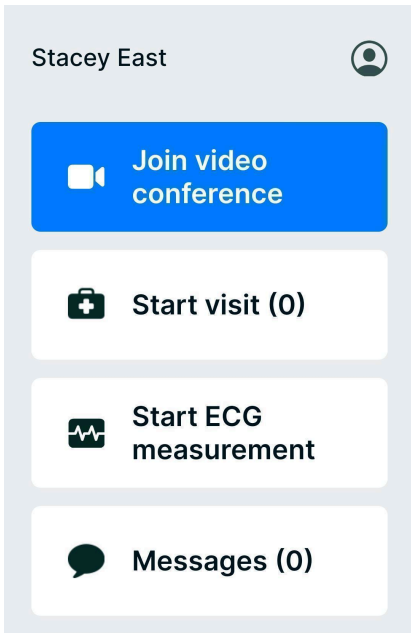 Stacey East
Join video
conference
Start visit (0)
Start ECG
measurement
Messages (0)